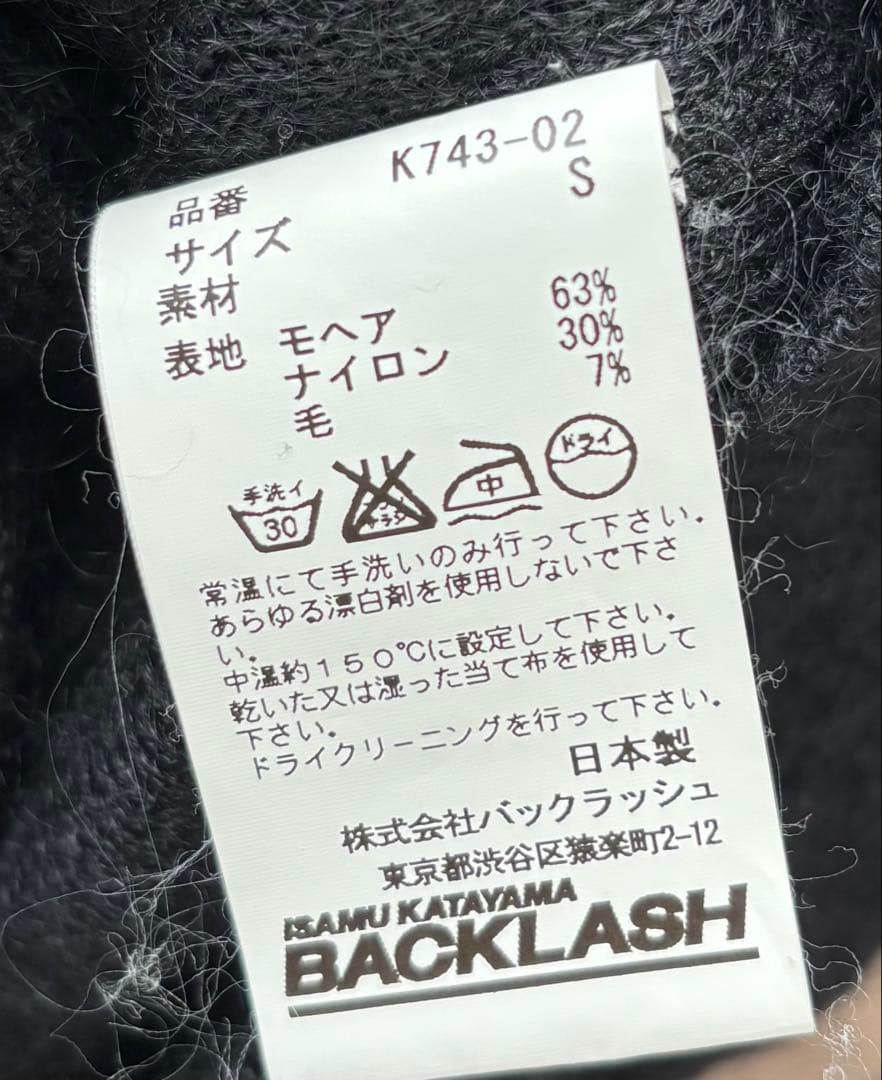 品番 K743-02
サイズ S
素材
表地 モヘア 63%
ナイロン 30%
毛 7%
手洗イ 30 中 ドライ
常温にて手洗いのみ行って下さい.
あらゆる漂白剤を使用しないで下さ
い.
中温約150℃に設定して下さい.
乾いた又は湿った当て布を使用して
下さい.
ドライクリーニングを行って下さい.
日本製
株式会社バックラッシュ
東京都渋谷区猿楽町2-12
ISAMU KATAYAMA
BACKLASH